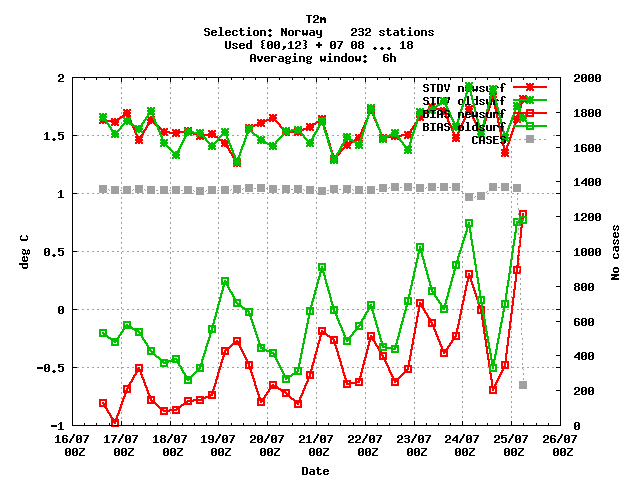 T2m
Selection: Norway 232 stations
Used {00,12} + 07 08 ... 18
Averaging window: 6h
STDV newsurf
STDV oldsurf
BIAS newsurf
BIAS oldsurf
CASES
2
1.5
1
0.5
0
-0.5
-1
deg C
2000
1800
1600
1400
1200
1000
800
600
400
200
0
No cases
16/07 17/07 18/07 19/07 20/07 21/07 22/07 23/07 24/07 25/07 26/07
00Z 00Z 00Z 00Z 00Z 00Z 00Z 00Z 00Z 00Z 00Z
Date